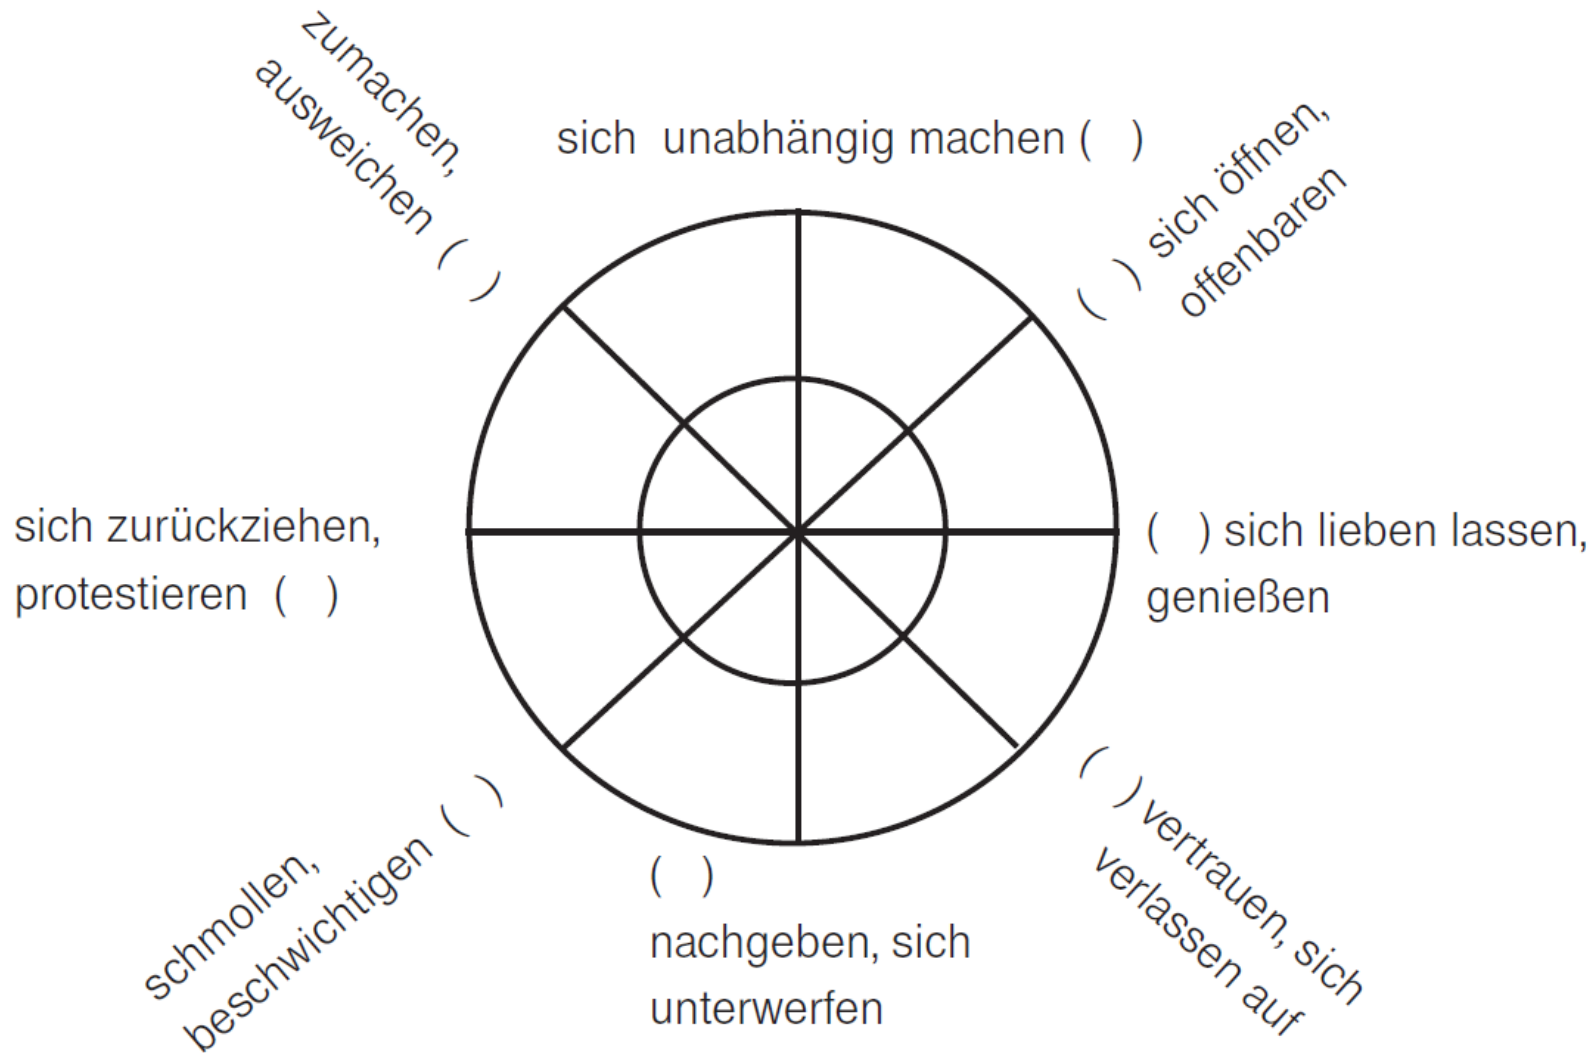 zumachen,
ausweichen (   )
sich unabhängig machen (   )
(   ) sich öffnen,
offenbaren
sich zurückziehen,
protestieren (   )
(   ) sich lieben lassen,
genießen
schmollen,
beschwichtigen (   )
(   )
nachgeben, sich
unterwerfen
(   ) vertrauen, sich
verlassen auf